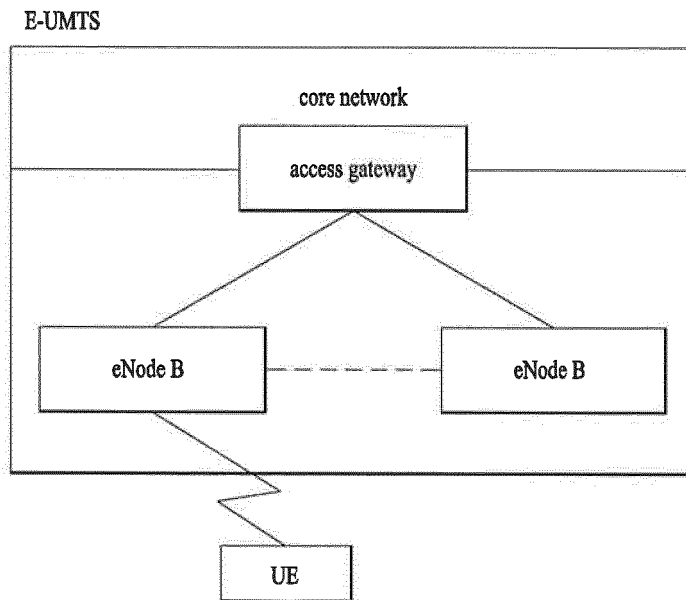 E-UMTS
core network
access gateway
eNode B
eNode B
UE